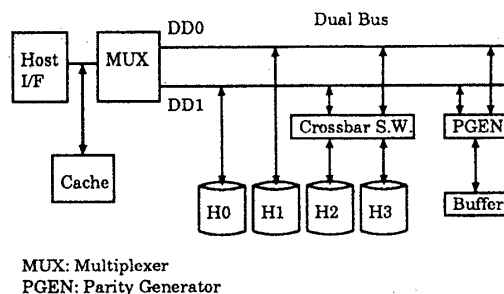 DD0
Dual Bus
Host
I/F
MUX
DD1
Crossbar S.W.
PGEN
Cache
H0
H1
H2
H3
Buffer
MUX: Multiplexer
PGEN: Parity Generator